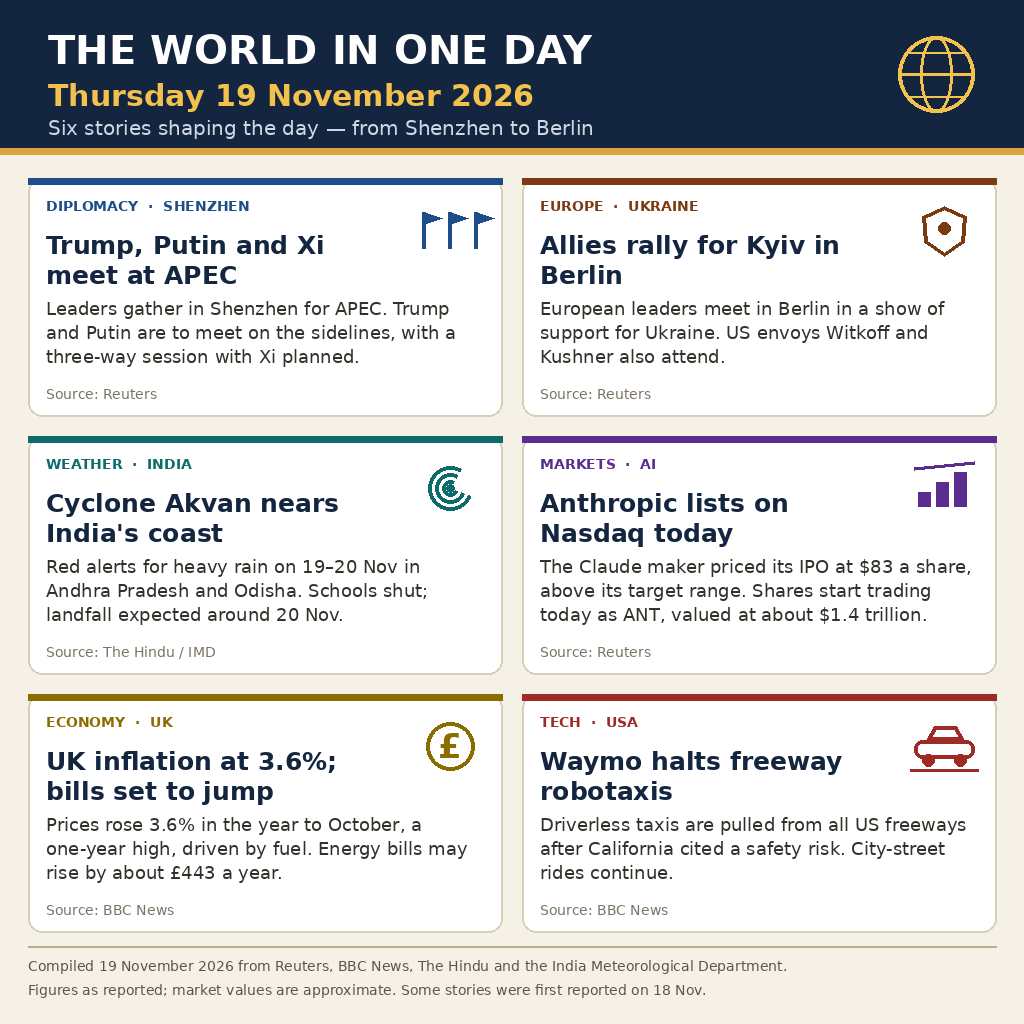 THE WORLD IN ONE DAY
Thursday 19 November 2026
Six stories shaping the day — from Shenzhen to Berlin
DIPLOMACY · SHENZHEN
Trump, Putin and Xi
meet at APEC
Leaders gather in Shenzhen for APEC. Trump
and Putin are to meet on the sidelines, with a
three-way session with Xi planned.
Source: Reuters
EUROPE · UKRAINE
Allies rally for Kyiv in
Berlin
European leaders meet in Berlin in a show of
support for Ukraine. US envoys Witkoff and
Kushner also attend.
Source: Reuters
WEATHER · INDIA
Cyclone Akvan nears
India's coast
Red alerts for heavy rain on 19–20 Nov in
Andhra Pradesh and Odisha. Schools shut;
landfall expected around 20 Nov.
Source: The Hindu / IMD
MARKETS · AI
Anthropic lists on
Nasdaq today
The Claude maker priced its IPO at $83 a share,
above its target range. Shares start trading
today as ANT, valued at about $1.4 trillion.
Source: Reuters
ECONOMY · UK
£
UK inflation at 3.6%;
bills set to jump
Prices rose 3.6% in the year to October, a
one-year high, driven by fuel. Energy bills may
rise by about £443 a year.
Source: BBC News
TECH · USA
Waymo halts freeway
robotaxis
Driverless taxis are pulled from all US freeways
after California cited a safety risk. City-street
rides continue.
Source: BBC News
Compiled 19 November 2026 from Reuters, BBC News, The Hindu and the India Meteorological Department.
Figures as reported; market values are approximate. Some stories were first reported on 18 Nov.